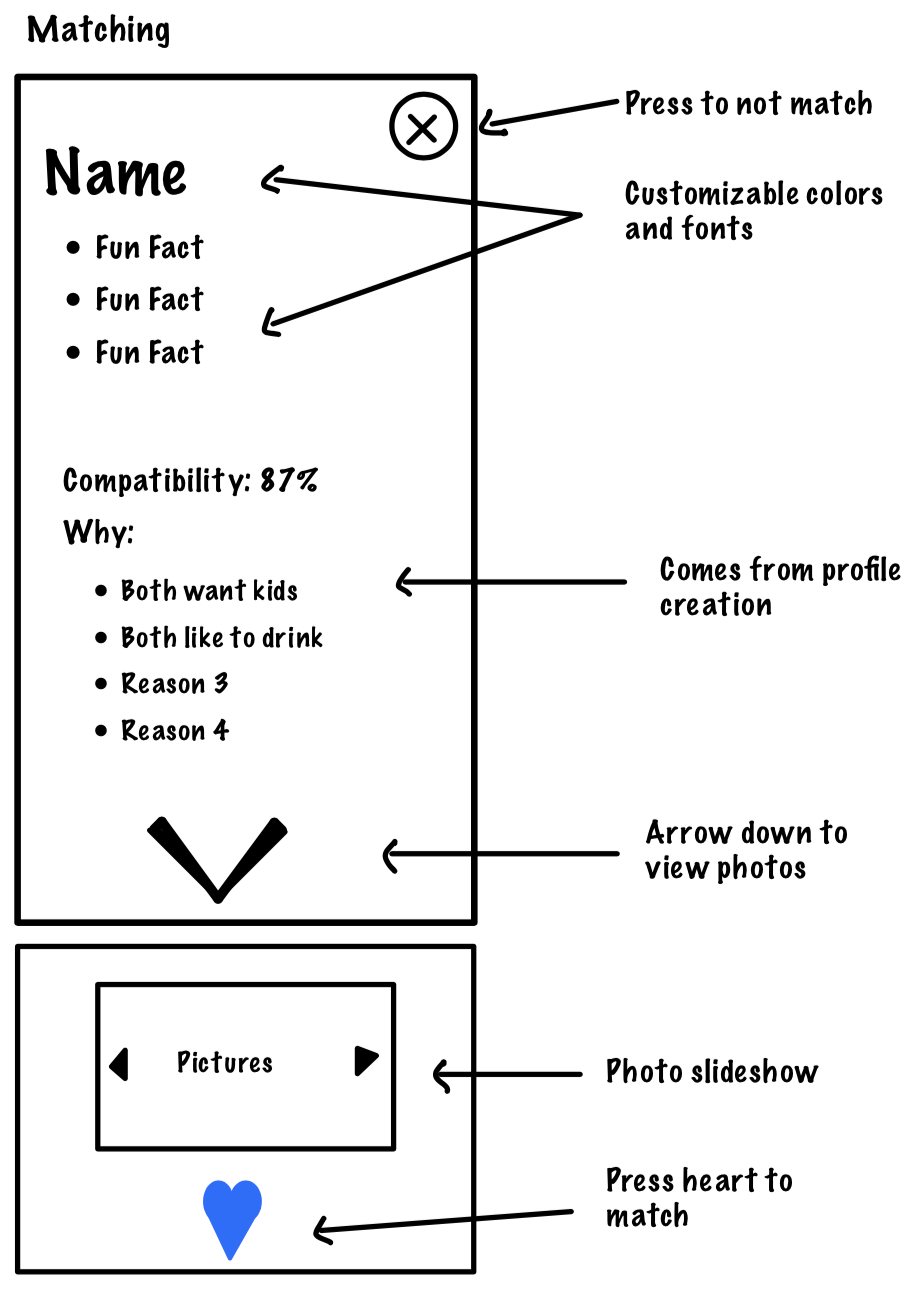 Matching
Press to not match
Name
Customizable colors
and fonts
• Fun Fact
• Fun Fact
• Fun Fact
Compatibility: 87%
Why:
• Both want kids
• Both like to drink
• Reason 3
• Reason 4
Comes from profile
creation
Arrow down to
view photos
Pictures
Photo slideshow
Press heart to
match